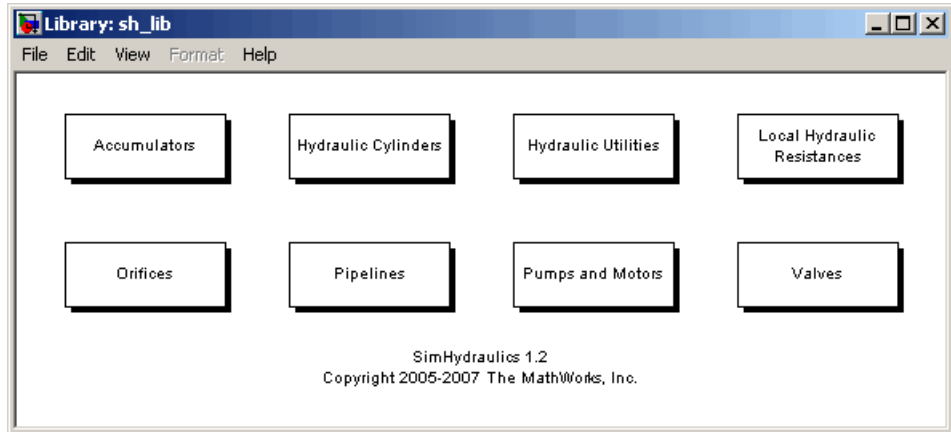 Library: sh_lib
File Edit View Format Help
Accumulators
Hydraulic Cylinders
Hydraulic Utilities
Local Hydraulic
Resistances
Orifices
Pipelines
Pumps and Motors
Valves
SimHydraulics 1.2
Copyright 2005-2007 The MathWorks, Inc.